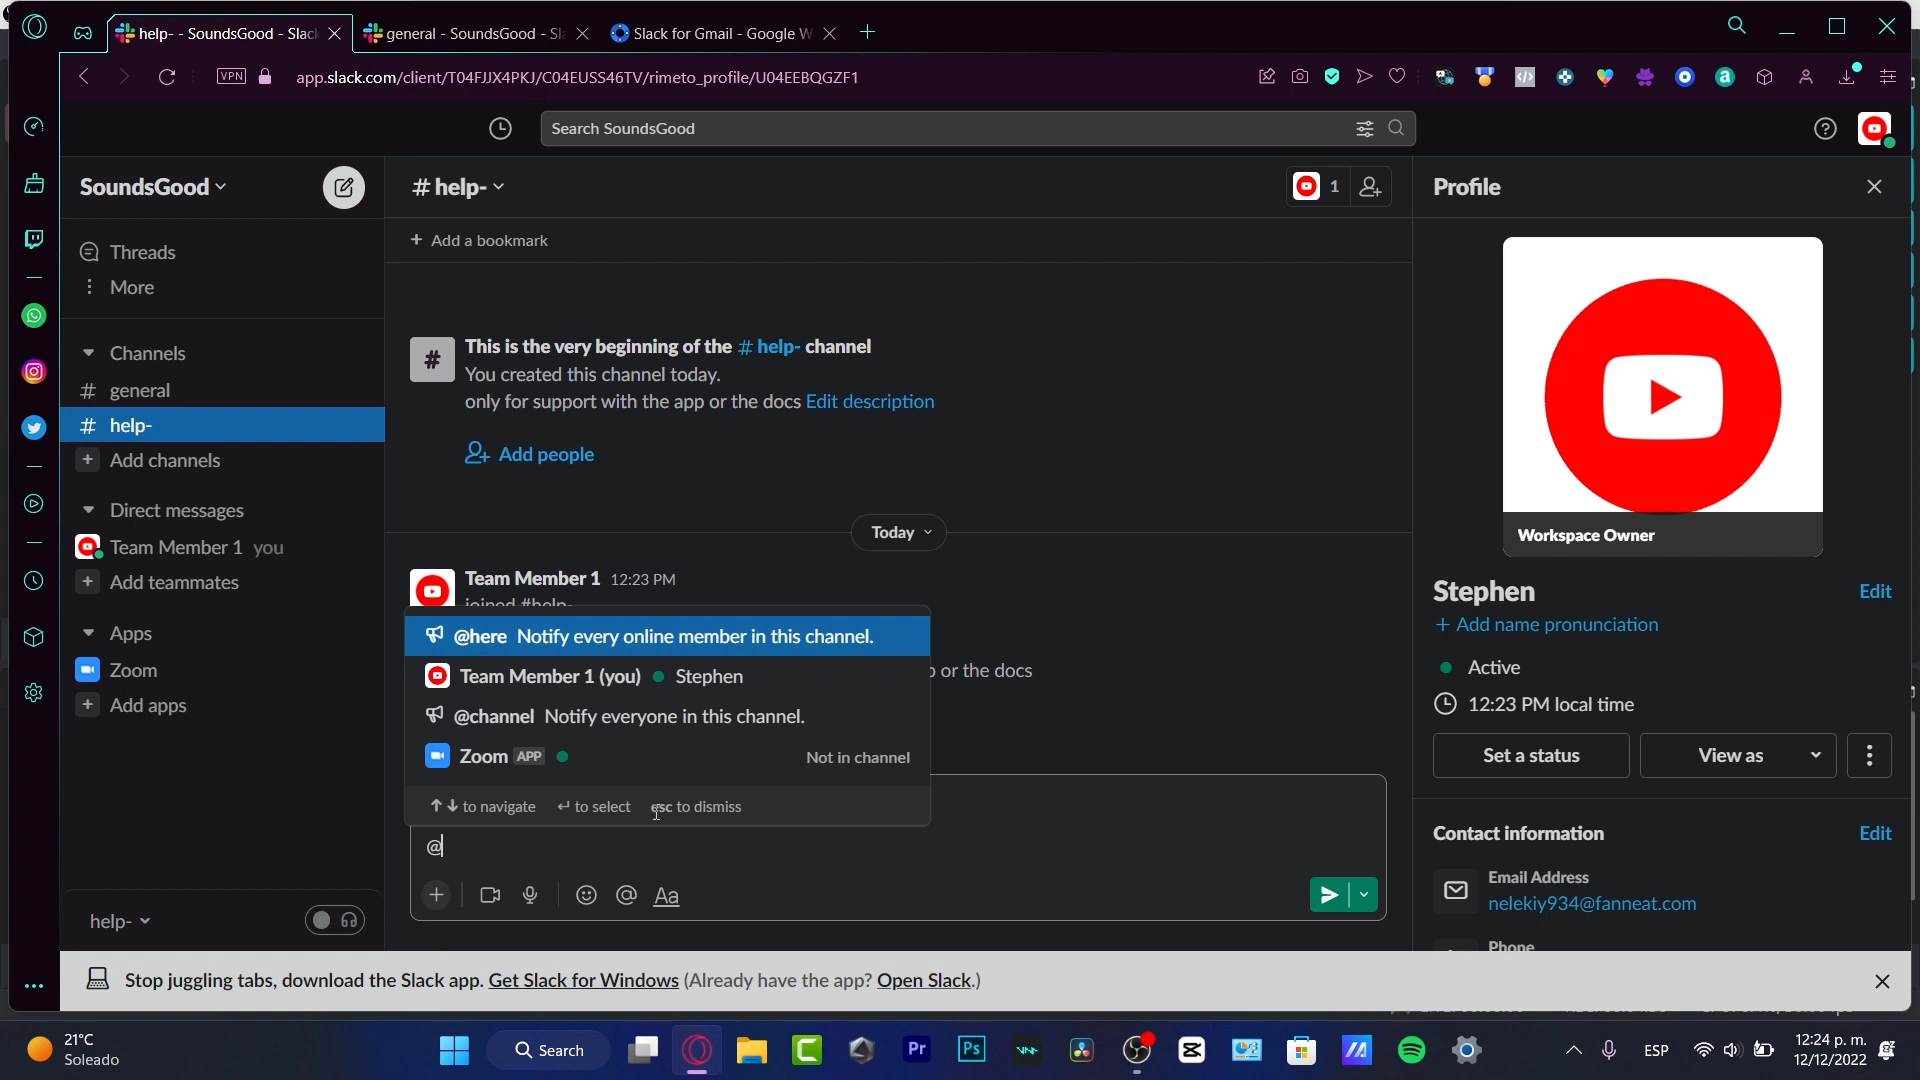 help- - SoundsGood - Slac
general - SoundsGood - Sla
Slack for Gmail - Google W
VPN
app.slack.com/client/T04FJJX4PKJ/C04EUSS46TV/rimeto_profile/U04EEBQGZF1
Search SoundsGood
SoundsGood
# help-
1
Profile
+ Add a bookmark
Threads
More
Channels
# general
# help-
+ Add channels
Direct messages
Team Member 1 you
+ Add teammates
Apps
Zoom
+ Add apps
help-
#
This is the very beginning of the # help- channel
You created this channel today.
only for support with the app or the docs Edit description
Add people
Today
Team Member 1 12:23 PM
joined #help-
p or the docs
@here Notify every online member in this channel.
Team Member 1 (you) Stephen
@channel Notify everyone in this channel.
Zoom APP Not in channel
↑ ↓ to navigate ↵ to select esc to dismiss
@
Aa
Workspace Owner
Stephen Edit
+ Add name pronunciation
Active
12:23 PM local time
Set a status
View as
Contact information Edit
Email Address
nelekiy934@fanneat.com
Phone
Stop juggling tabs, download the Slack app. Get Slack for Windows (Already have the app? Open Slack.)
21°C
Soleado
Search
Pr
Ps
ESP
12:24 p. m.
12/12/2022